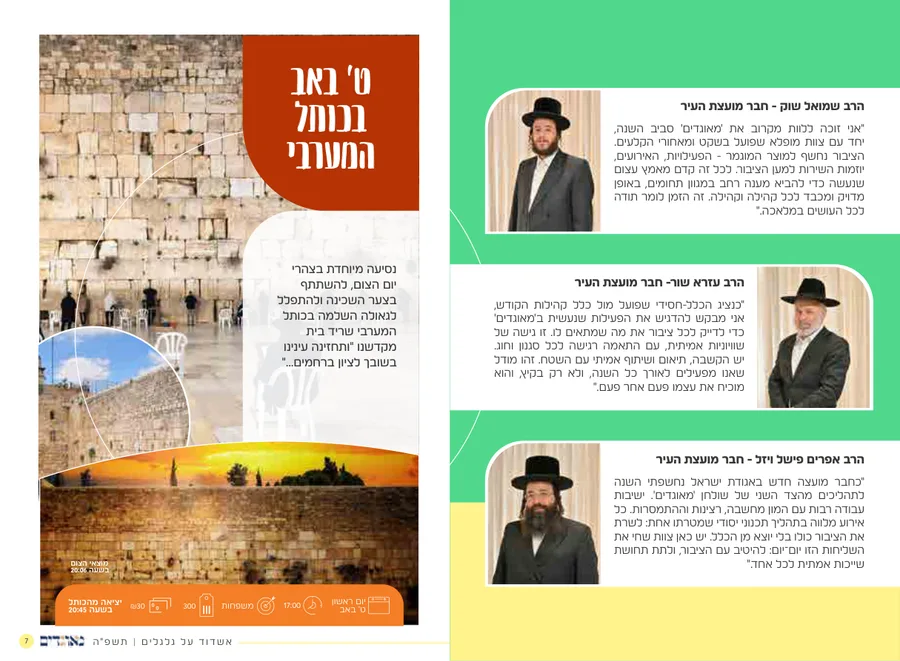 הרב שמואל שוק - חבר מועצת העיר
"אני זוכה ללוות מקרוב את 'מאוגדים' סביב השנה,
יחד עם צוות מופלא שפועל בשקט ומאחורי הקלעים.
הציבור נחשף למוצר המוגמר - הפעילויות, האירועים,
יוזמות השירות למען הציבור. לכל זה קדם מאמץ עצום
שנעשה כדי להביא מענה רחב במגוון תחומים, באופן
מדויק ומכבד לכל קהילה וקהילה. זה הזמן לומר תודה
לכל העושים במלאכה."
הרב עזרא שור- חבר מועצת העיר
"כנציג הכלל-חסידי שפועל מול כלל קהילות הקודש,
אני מבקש להדגיש את הפעילות שנעשית ב'מאוגדים'
כדי לדייק לכל ציבור את מה שמתאים לו. זו גישה של
שוויוניות אמיתית, עם התאמה רגישה לכל סגנון וחוג.
יש הקשבה, תיאום ושיתוף אמיתי עם השטח. זהו מודל
שאנו מפעילים לאורך כל השנה, ולא רק בקיץ, והוא
מוכיח את עצמו פעם אחר פעם."
הרב אפרים פישל ויזל - חבר מועצת העיר
"כחבר מועצה חדש באגודת ישראל נחשפתי השנה
לתהליכים מהצד השני של שולחן 'מאוגדים'. ישיבות
עבודה רבות עם המון מחשבה, רצינות וההתמסרות. כל
אירוע מלווה בתהליך תכנוני יסודי שמטרתו אחת: לשרת
את הציבור כולו בלי יוצא מן הכלל. יש כאן צוות שחי את
השליחות הזו יום־יום: להיטיב עם הציבור, ולתת תחושת
שייכות אמתית לכל אחד."
ט' באב
בכותל
המערבי
נסיעה מיוחדת בצהרי
יום הצום, להשתתף
בצער השכינה ולהתפלל
לגאולה השלמה בכותל
המערבי שריד בית
מקדשנו "ותחזינה עינינו
בשובך לציון ברחמים..."
מוצאי הצום
בשעה 20:06
יום ראשון
ט' באב
17:00
משפחות
300
₪30
יציאה מהכותל
בשעה 20:45
אשדוד על גלגלים | תשפ"ה
מאוגדים
7